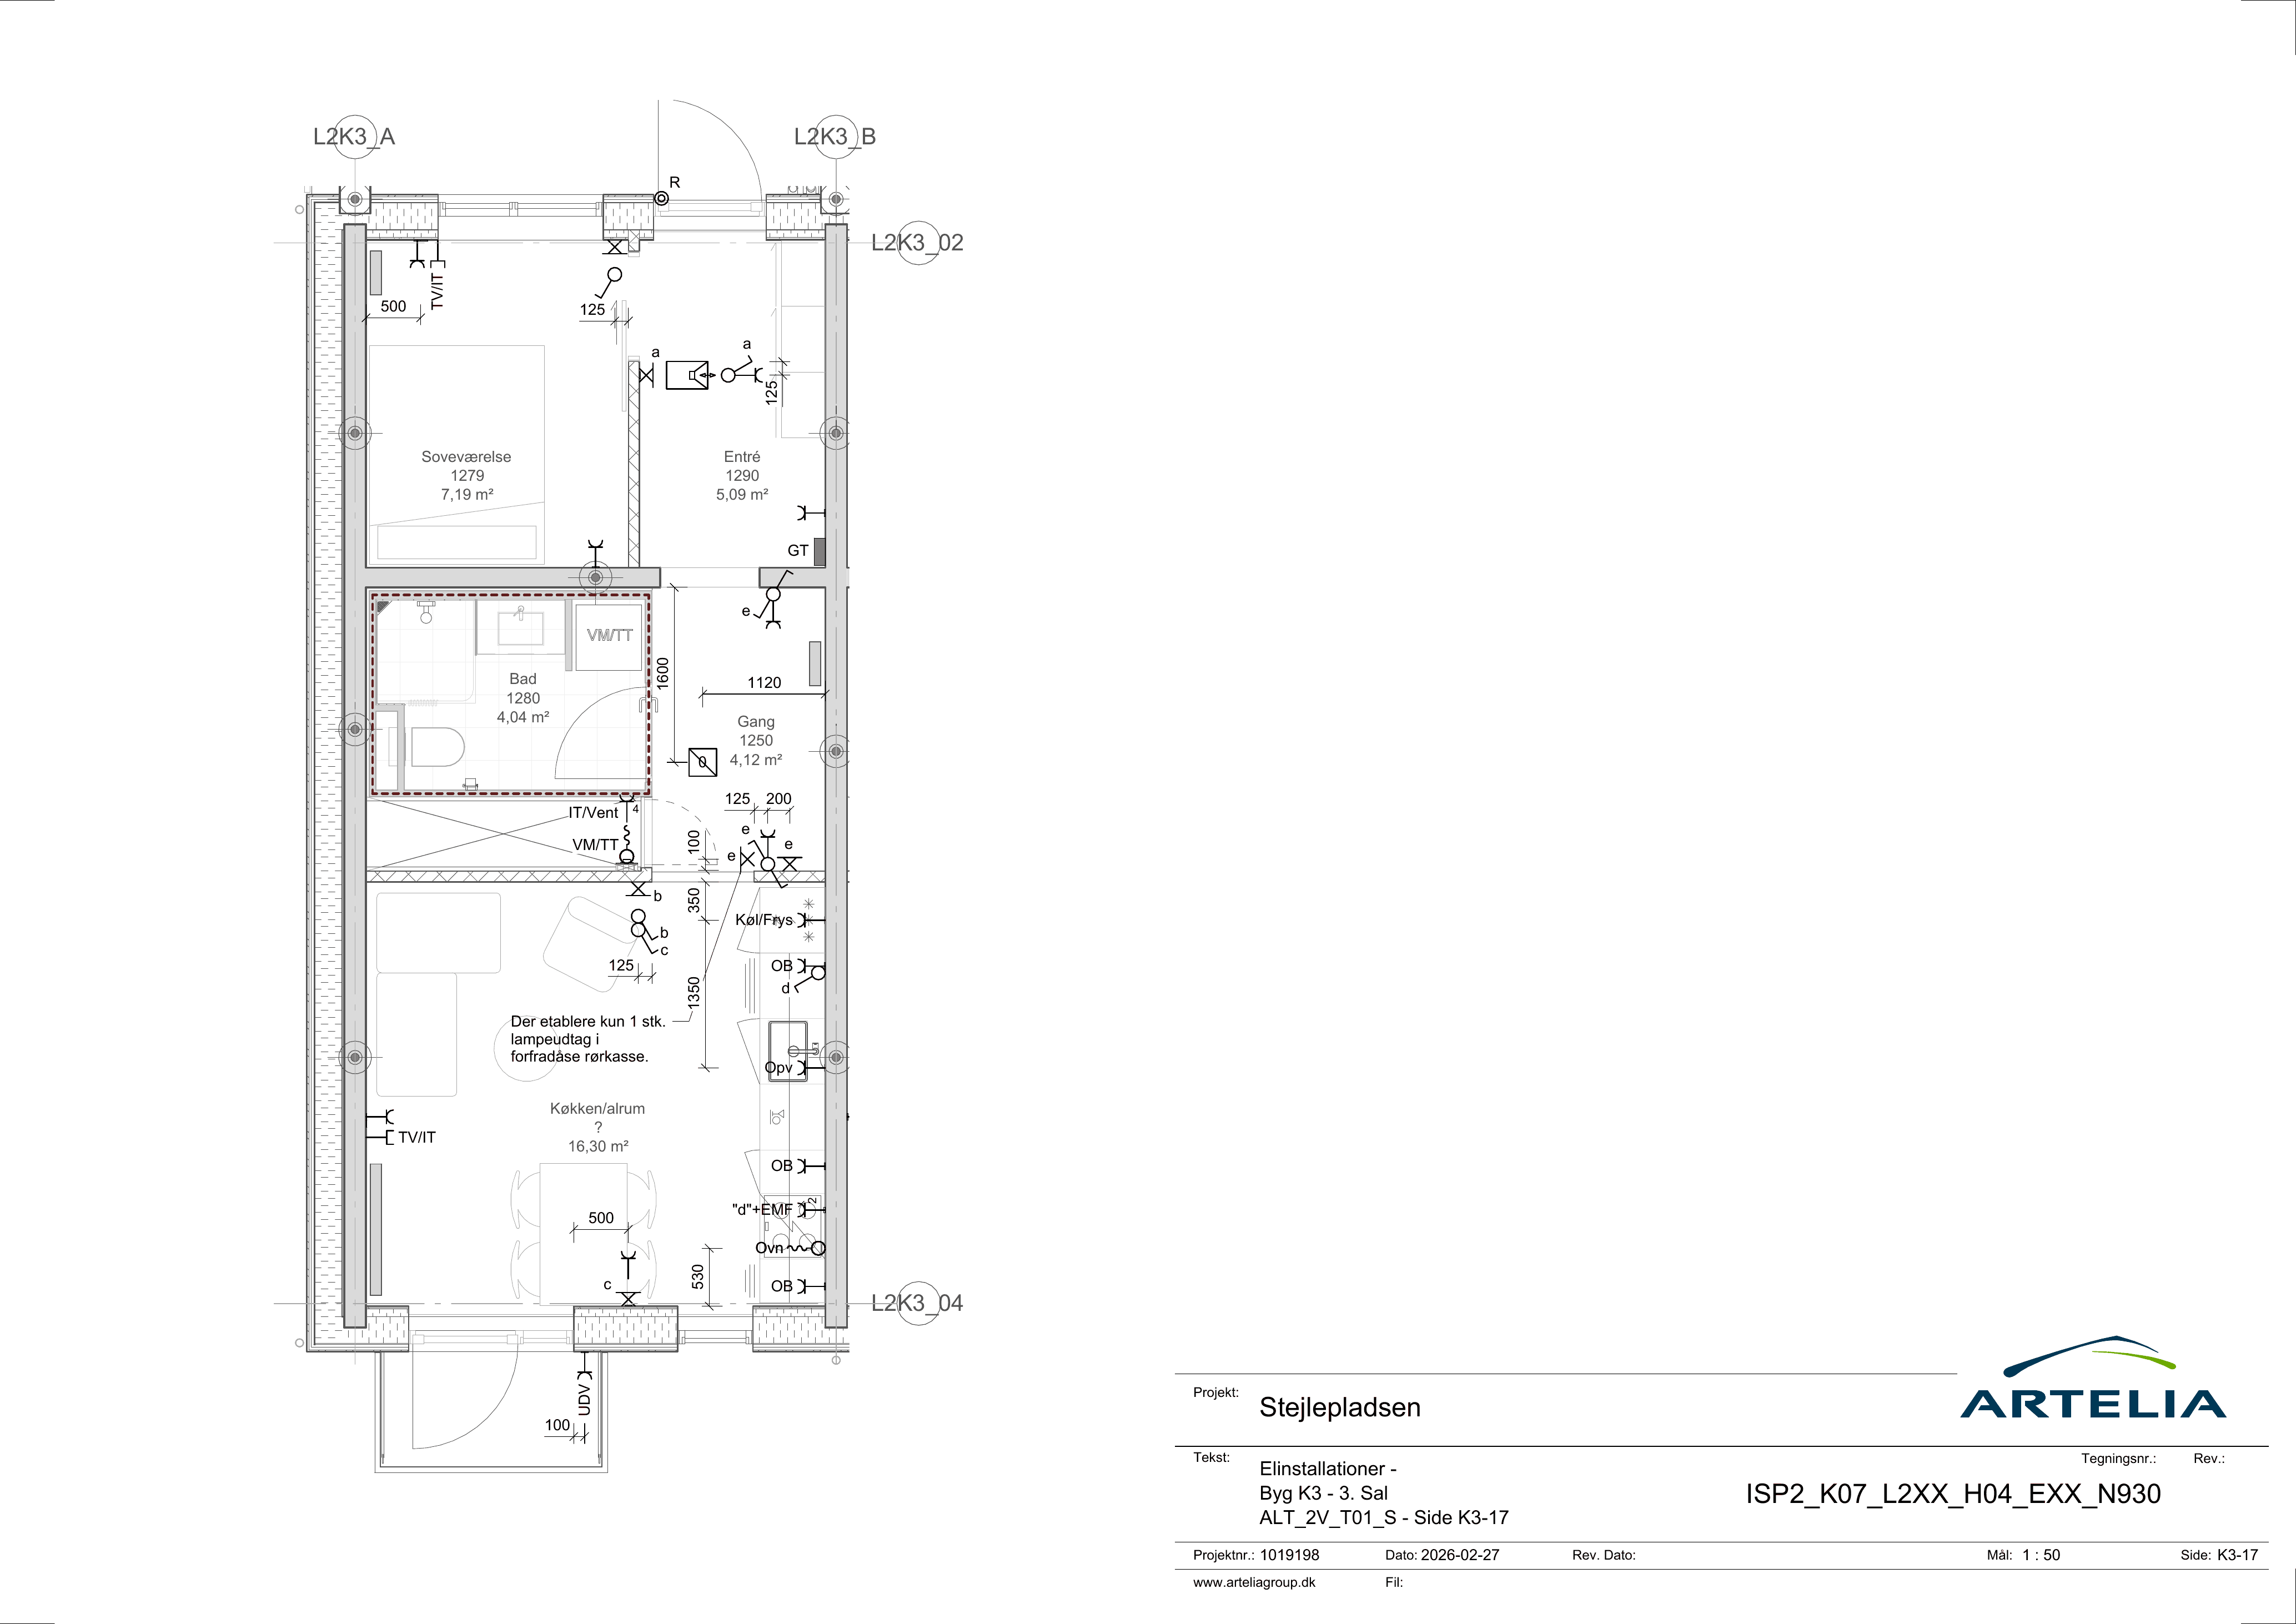 L2K3_A
L2K3_B
R
L2K3_02
TV/IT
500
125
a
a
125
Soveværelse
1279
7,19 m²
Entré
1290
5,09 m²
GT
e
VM/TT
1600
Bad
1280
4,04 m²
1120
Gang
1250
4,12 m²
0
125
200
IT/Vent
4
VM/TT
100
e
e
e
b
350
Køl/Frys
b
c
125
OB
d
1350
Der etablere kun 1 stk.
lampeudtag i
forfradåse rørkasse.
Opv
TV/IT
Køkken/alrum
?
16,30 m²
OB
2
"d"+EMF
500
Ovn
530
c
OB
L2K3_04
UDV
100
ARTELIA
Projekt:
Stejlepladsen
Tekst:
Elinstallationer -
Byg K3 - 3. Sal
ALT_2V_T01_S - Side K3-17
Tegningsnr.:
Rev.:
ISP2_K07_L2XX_H04_EXX_N930
Projektnr.: 1019198
Dato: 2026-02-27
Rev. Dato:
Mål: 1 : 50
Side: K3-17
www.arteliagroup.dk
Fil: